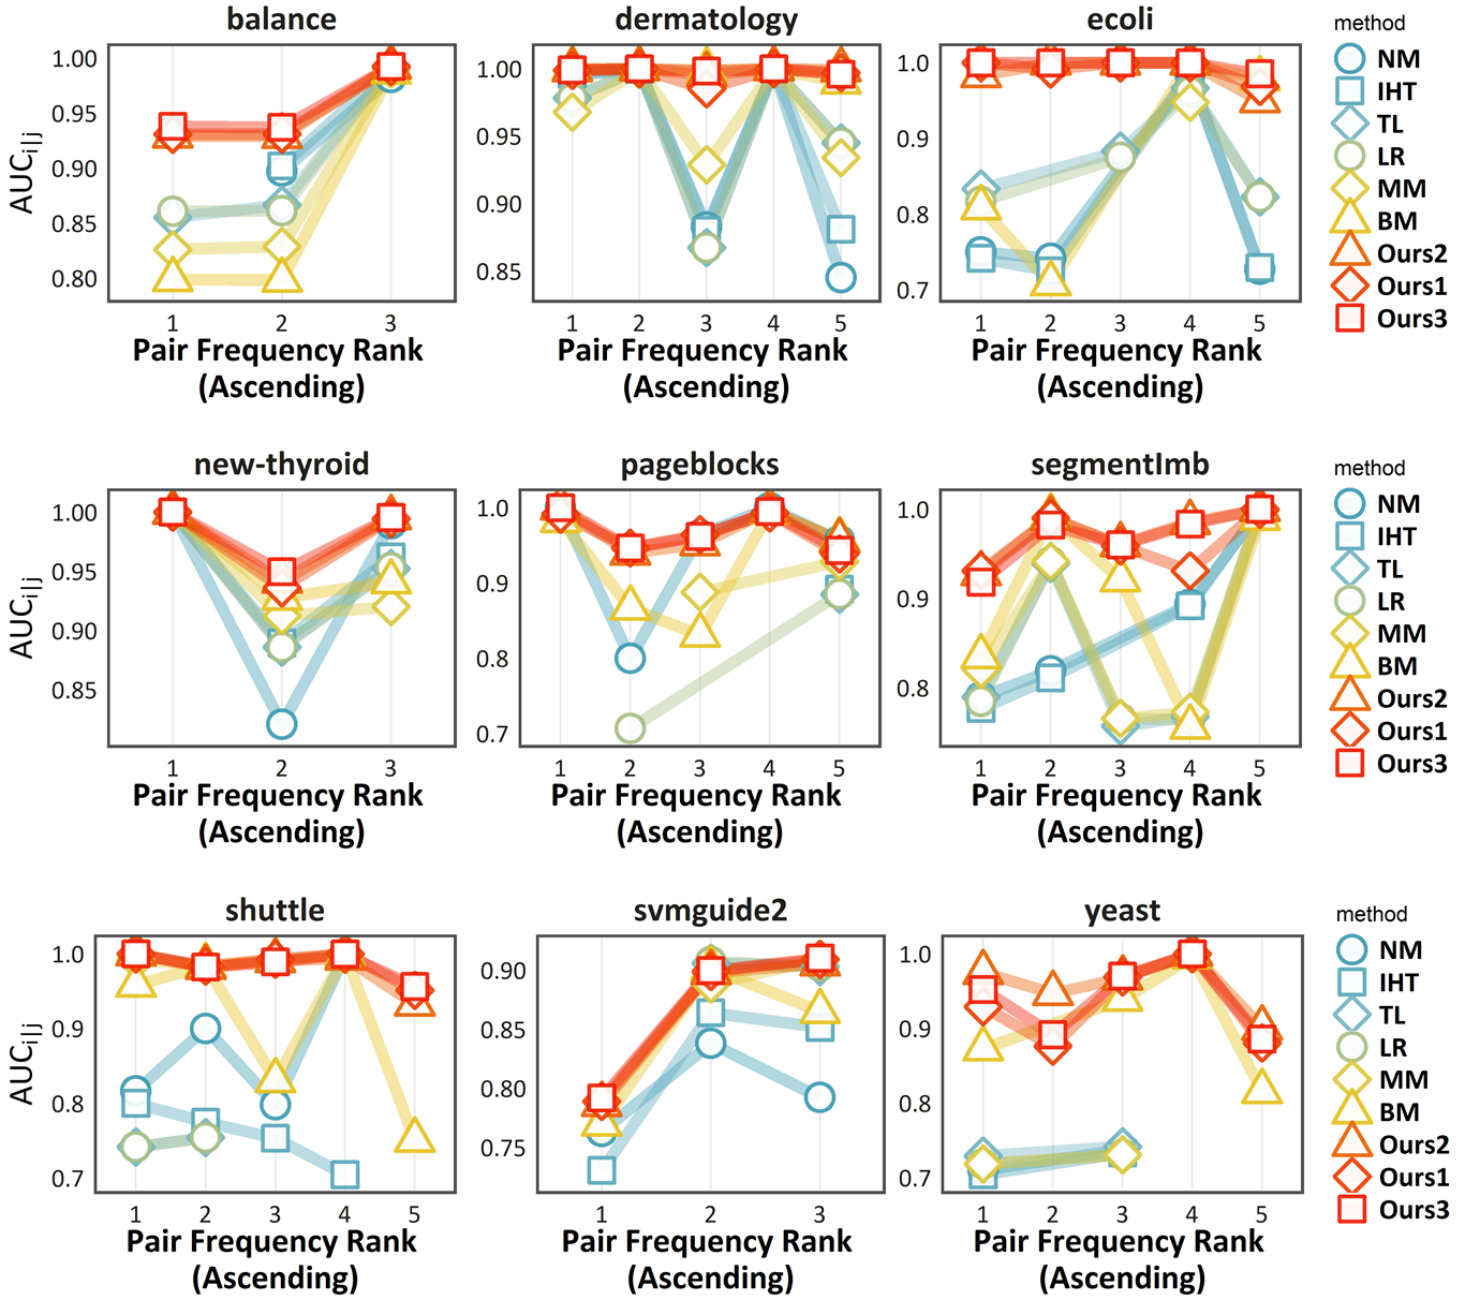 balance
dermatology
ecoli
AUCi|j
1.00
0.95
0.90
0.85
0.80
1 2 3
Pair Frequency Rank
(Ascending)
1.00
0.95
0.90
0.85
1 2 3 4 5
Pair Frequency Rank
(Ascending)
1.0
0.9
0.8
0.7
1 2 3 4 5
Pair Frequency Rank
(Ascending)
method
NM
IHT
TL
LR
MM
BM
Ours2
Ours1
Ours3
new-thyroid
pageblocks
segmentImb
AUCi|j
1.00
0.95
0.90
0.85
1 2 3
Pair Frequency Rank
(Ascending)
1.0
0.9
0.8
0.7
1 2 3 4 5
Pair Frequency Rank
(Ascending)
1.0
0.9
0.8
1 2 3 4 5
Pair Frequency Rank
(Ascending)
method
NM
IHT
TL
LR
MM
BM
Ours2
Ours1
Ours3
shuttle
svmguide2
yeast
AUCi|j
1.0
0.9
0.8
0.7
1 2 3 4 5
Pair Frequency Rank
(Ascending)
0.90
0.85
0.80
0.75
1 2 3
Pair Frequency Rank
(Ascending)
1.0
0.9
0.8
0.7
1 2 3 4 5
Pair Frequency Rank
(Ascending)
method
NM
IHT
TL
LR
MM
BM
Ours2
Ours1
Ours3